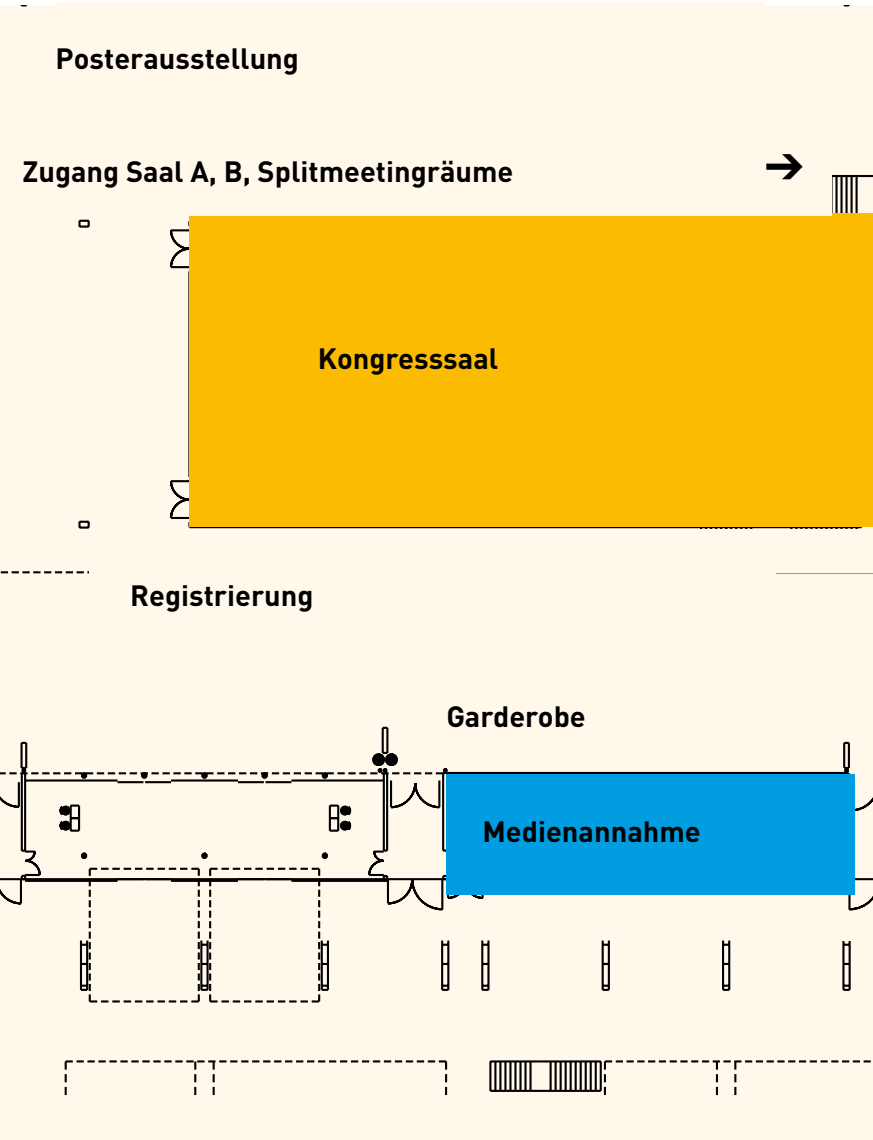 Posterausstellung
Zugang Saal A, B, Splitmeetingräume ➔
Kongresssaal
Registrierung
Garderobe
Medienannahme